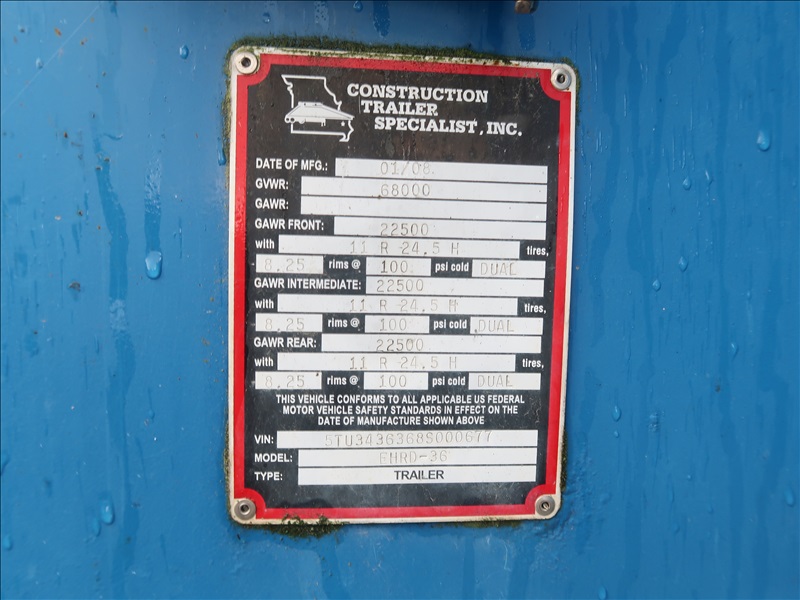 CONSTRUCTION
TRAILER
SPECIALIST, INC.
DATE OF MFG.: 01/08
GVWR: 68000
GAWR:
GAWR FRONT: 22500
with 11 R 24.5 H tires,
8.25 rims @ 100 psi cold DUAL
GAWR INTERMEDIATE: 22500
with 11 R 24.5 H tires,
8.25 rims @ 100 psi cold DUAL
GAWR REAR: 22500
with 11 R 24.5 H tires,
8.25 rims @ 100 psi cold DUAL
THIS VEHICLE CONFORMS TO ALL APPLICABLE US FEDERAL
MOTOR VEHICLE SAFETY STANDARDS IN EFFECT ON THE
DATE OF MANUFACTURE SHOWN ABOVE
VIN:
MODEL:
TYPE: TRAILER